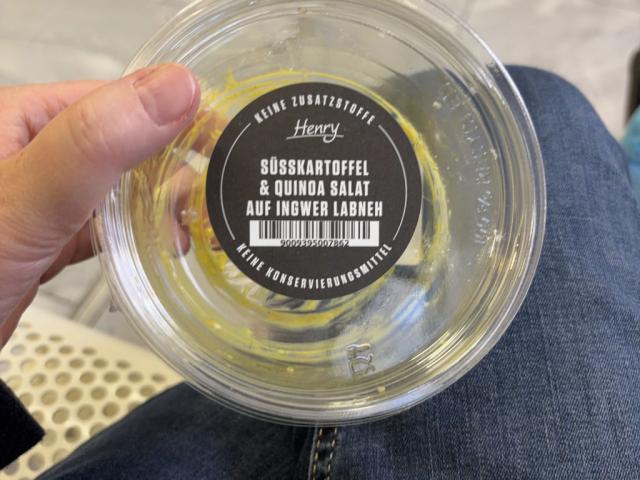 KEINE ZUSATZSTOFFE
Henry
SÜSSKARTOFFEL
& QUINOA SALAT
AUF INGWER LABNEH
9009395007862
KEINE KONSERVIERUNGSMITTEL